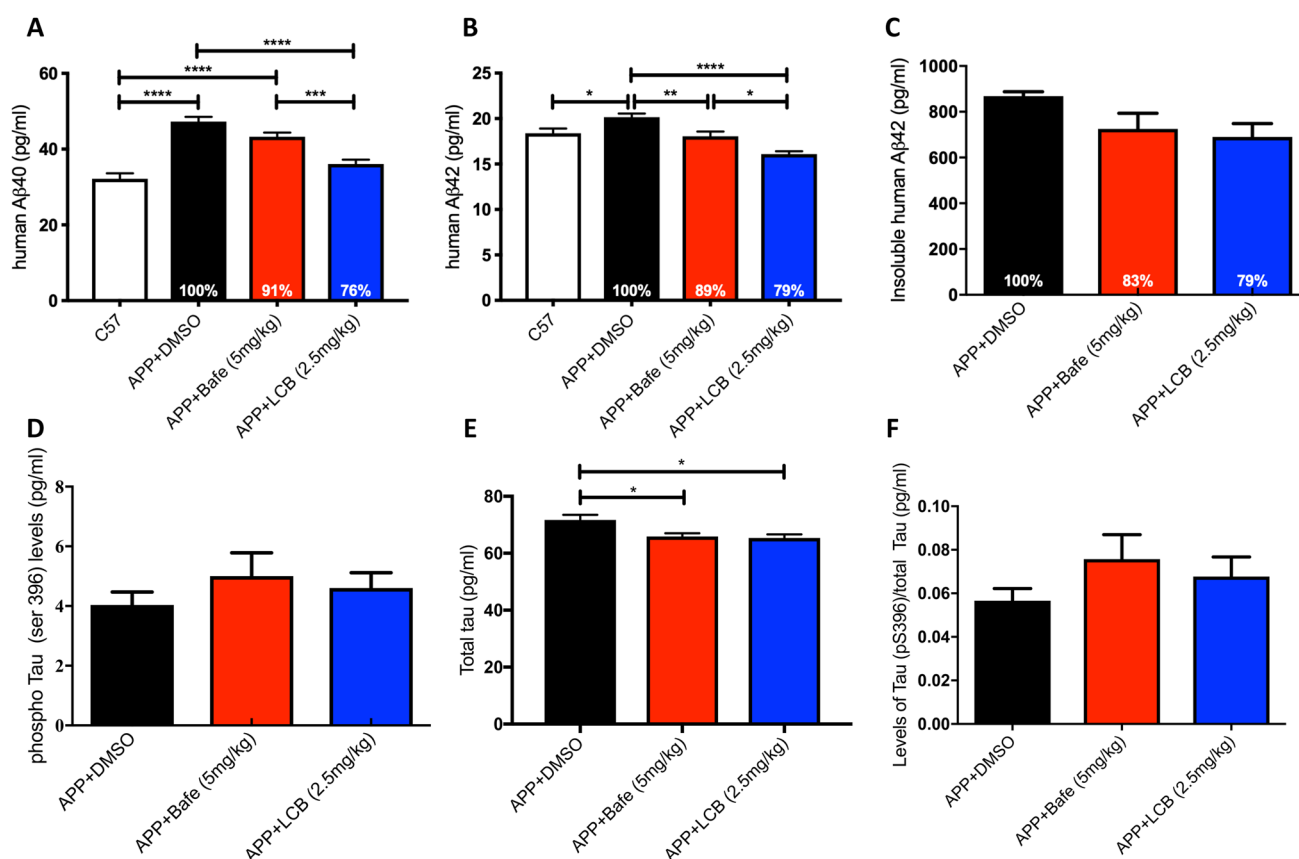 A
human Aβ40 (pg/ml)
60
40
20
0
****
****
****
***
100%
91%
76%
C57
APP+DMSO
APP+Bafe (5mg/kg)
APP+LCB (2.5mg/kg)
B
human Aβ42 (pg/ml)
25
20
15
10
5
0
****
*
**
*
100%
89%
79%
C57
APP+DMSO
APP+Bafe (5mg/kg)
APP+LCB (2.5mg/kg)
C
Insoluble human Aβ42 (pg/ml)
1000
800
600
400
200
0
100%
83%
79%
APP+DMSO
APP+Bafe (5mg/kg)
APP+LCB (2.5mg/kg)
D
phospho Tau (ser 396) levels (pg/ml)
8
6
4
2
0
APP+DMSO
APP+Bafe (5mg/kg)
APP+LCB (2.5mg/kg)
E
Total tau (pg/ml)
80
60
40
20
0
*
*
APP+DMSO
APP+Bafe (5mg/kg)
APP+LCB (2.5mg/kg)
F
Levels of Tau (pS396)/total Tau (pg/ml)
0.10
0.08
0.06
0.04
0.02
0.00
APP+DMSO
APP+Bafe (5mg/kg)
APP+LCB (2.5mg/kg)